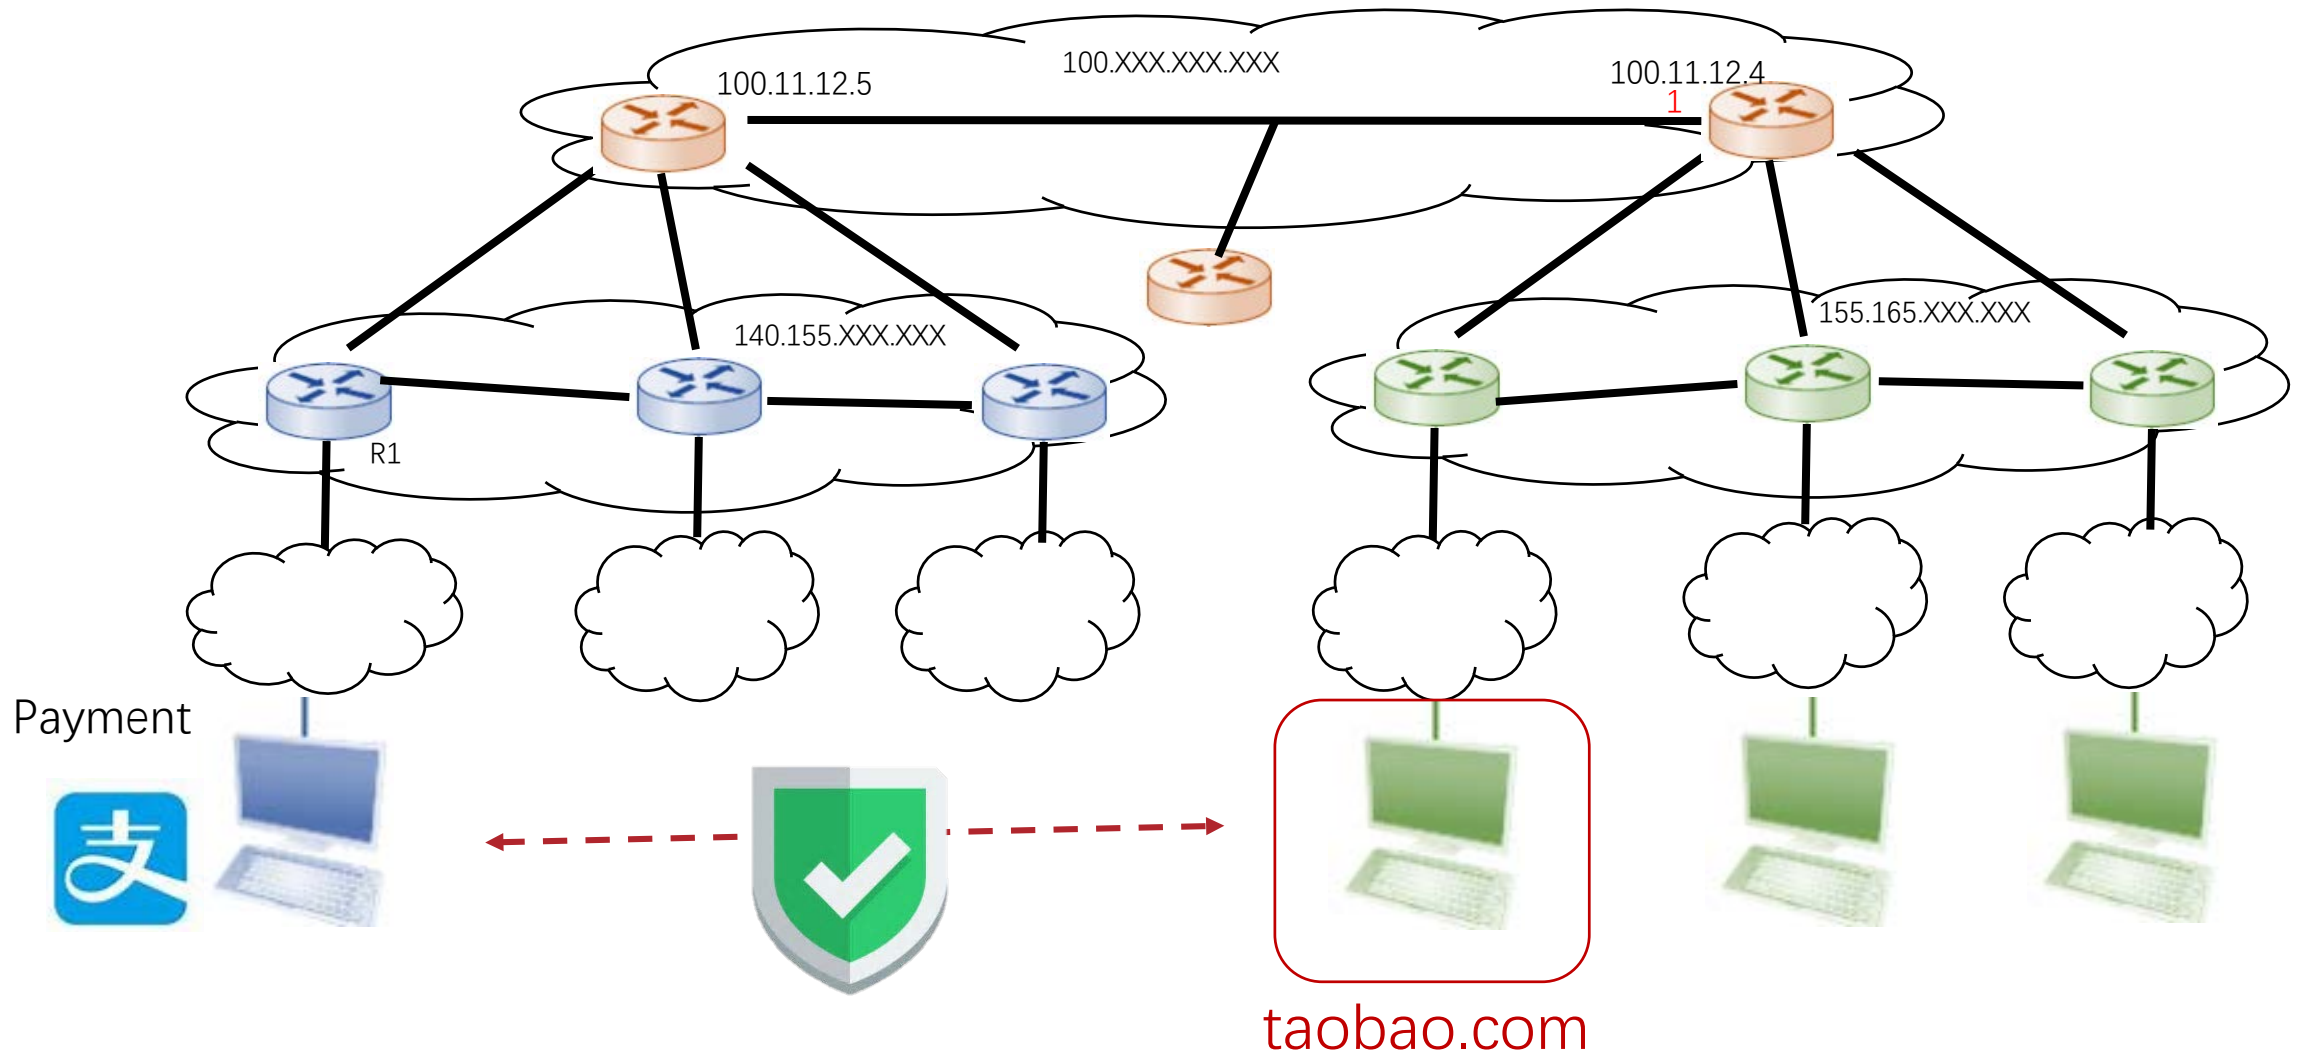 100.XXX.XXX.XXX
100.11.12.5
100.11.12.4
1
140.155.XXX.XXX
155.165.XXX.XXX
R1
Payment
支
taobao.com